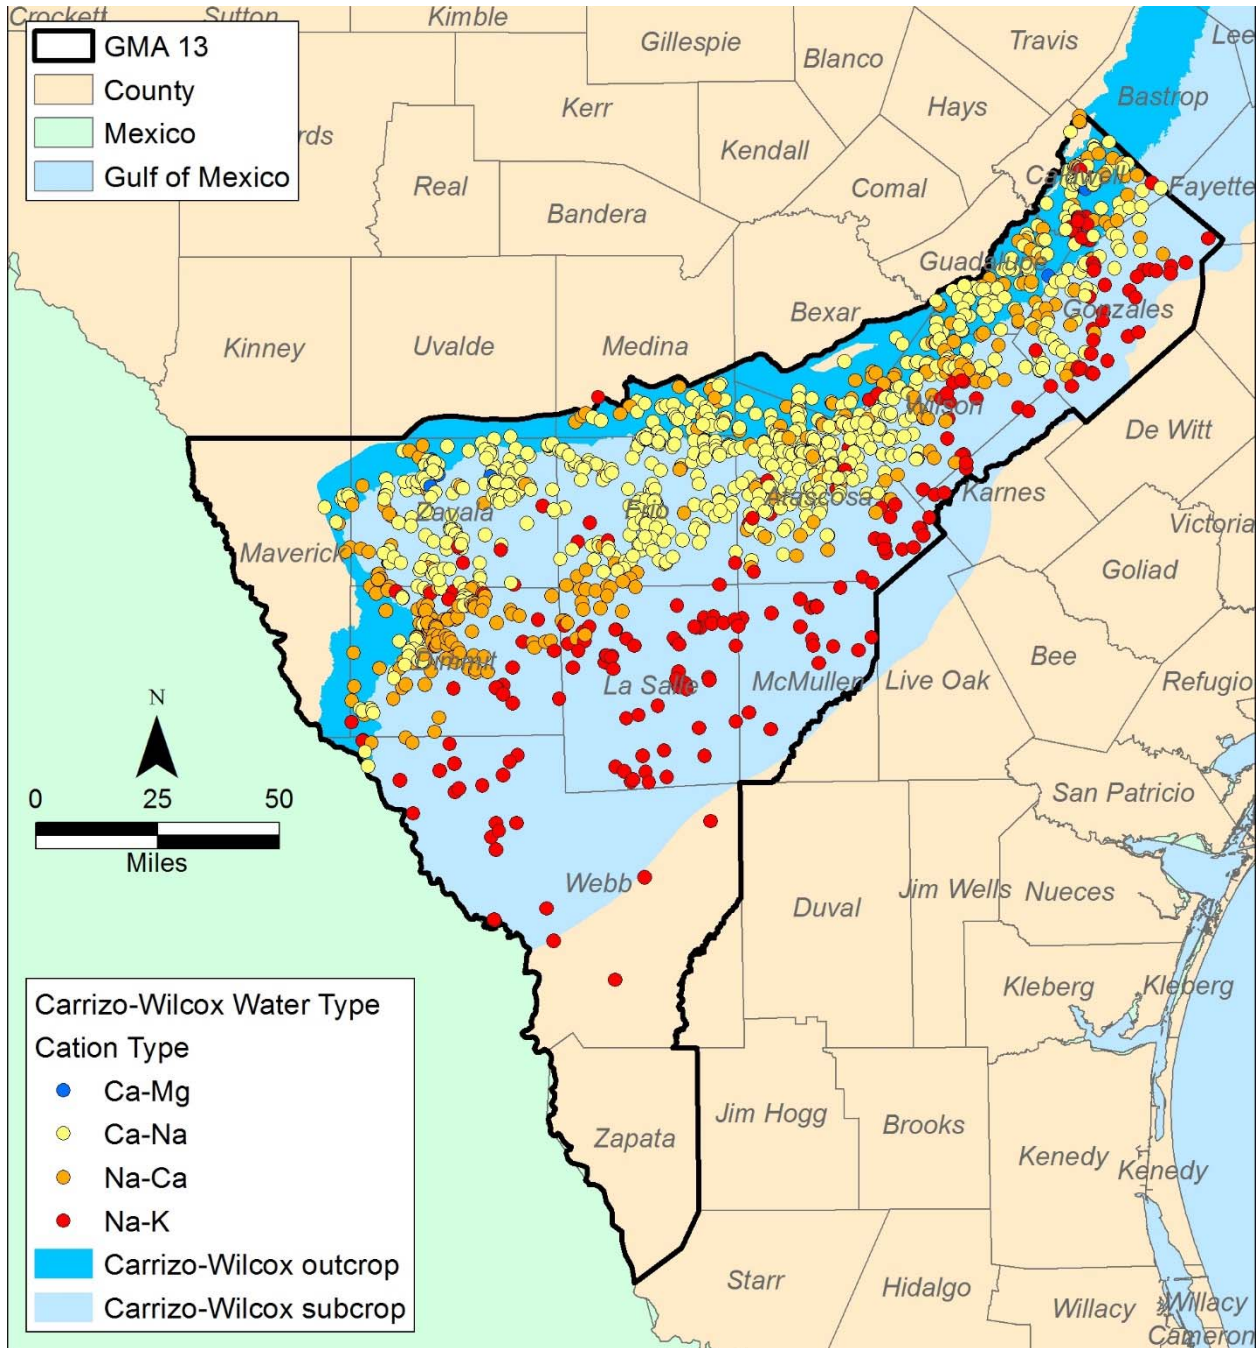 Crockett
Sutton
Kimble
Gillespie
Blanco
Travis
Lee
GMA 13
County
Mexico
Gulf of Mexico
rds
Kerr
Hays
Bastrop
Real
Kendall
Comal
Caldwell
Fayette
Bandera
Guadalupe
Kinney
Uvalde
Medina
Bexar
Gonzales
Wilson
De Witt
Zavala
Frio
Atascosa
Karnes
Victoria
Maverick
Goliad
Dimmit
La Salle
McMullen
Live Oak
Bee
Refugio
N
0 25 50
Miles
San Patricio
Webb
Duval
Jim Wells
Nueces
Kleberg
Kleberg
Carrizo-Wilcox Water Type
Cation Type
Ca-Mg
Ca-Na
Na-Ca
Na-K
Carrizo-Wilcox outcrop
Carrizo-Wilcox subcrop
Zapata
Jim Hogg
Brooks
Kenedy
Kenedy
Starr
Hidalgo
Willacy
Willacy
Cameron